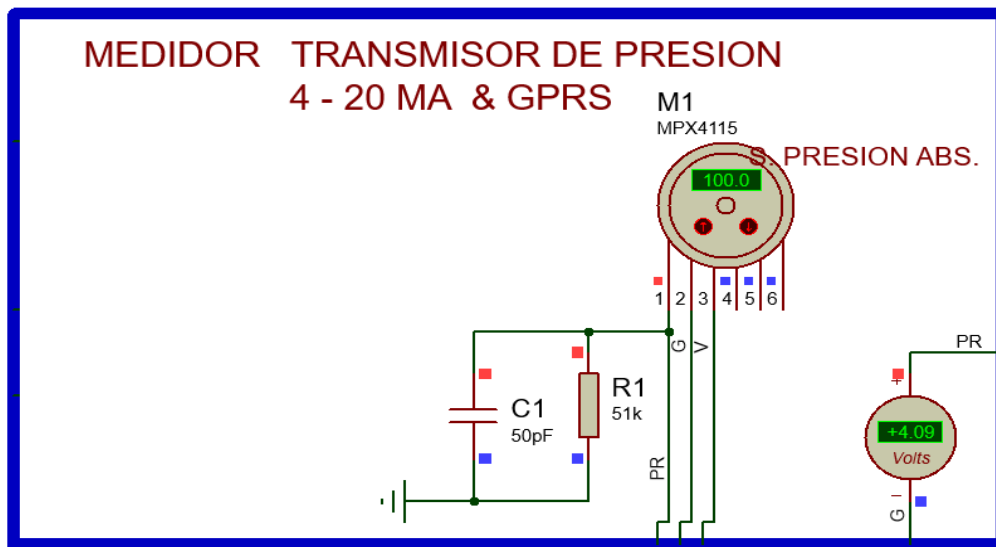 MEDIDOR TRANSMISOR DE PRESION
4 - 20 MA & GPRS
M1
MPX4115
S. PRESION ABS.
100.0
1 2 3 4 5 6
G V
PR
R1
51k
C1
50pF
PR
+
+4.09
Volts
−
G